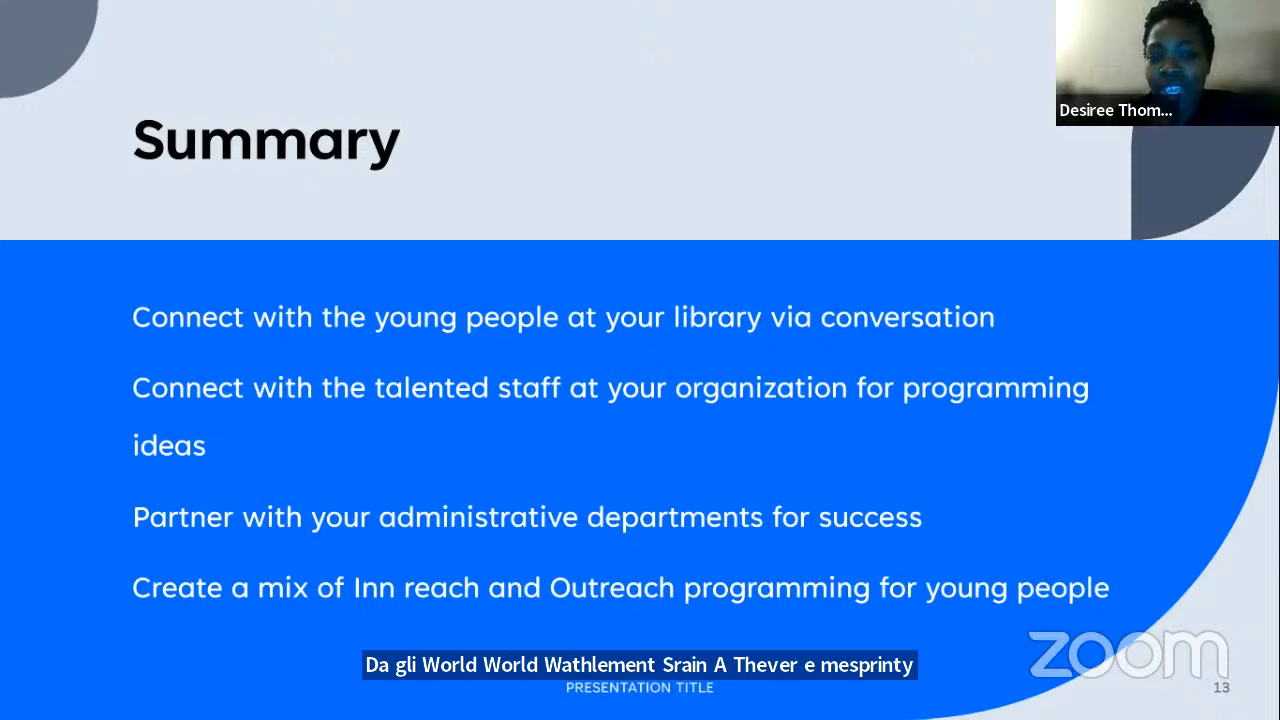 Desiree Thom...
Summary
Connect with the young people at your library via conversation
Connect with the talented staff at your organization for programming
ideas
Partner with your administrative departments for success
Create a mix of Inn reach and Outreach programming for young people
zoom
Da gli World World Wathlement Srain A Thever e mesprinty
PRESENTATION TITLE
13